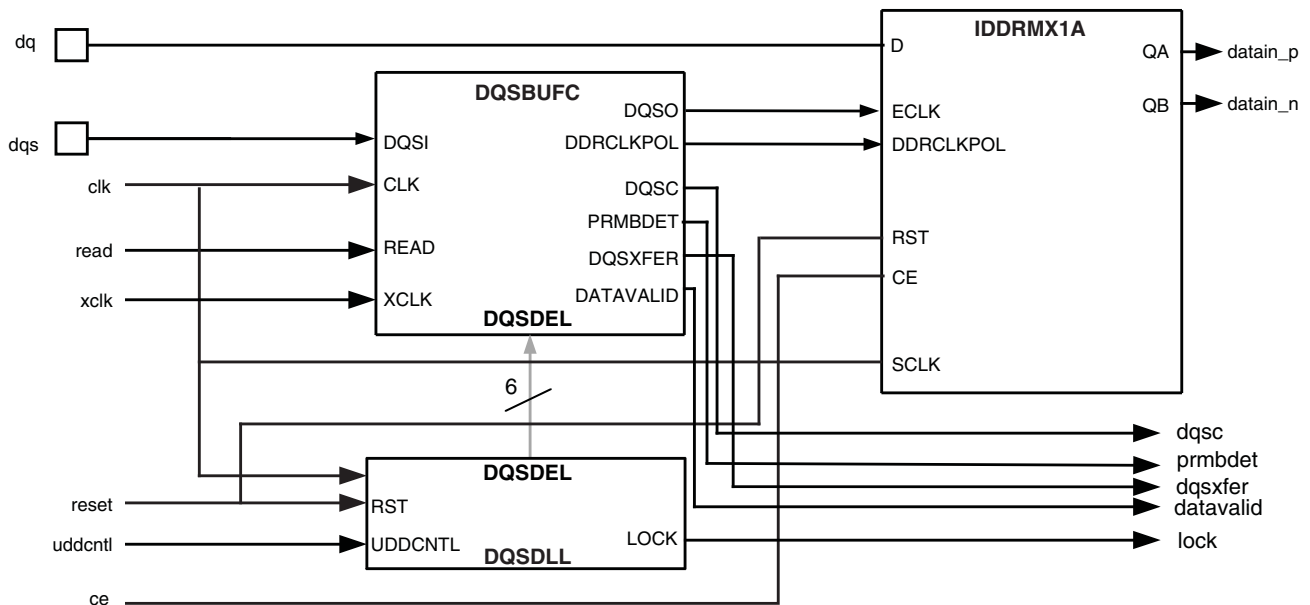 IDDRMX1A
dq
D
QA
datain_p
DQSBUFC
QB
datain_n
DQSO
ECLK
dqs
DQSI
DDRCLKPOL
DDRCLKPOL
clk
CLK
DQSC
PRMBDET
read
READ
RST
DQSXFER
CE
xclk
XCLK
DATAVALID
DQSDEL
SCLK
6
dqsc
prmbdet
DQSDEL
dqsxfer
reset
RST
datavalid
uddcntl
UDDCNTL
LOCK
lock
DQSDLL
ce